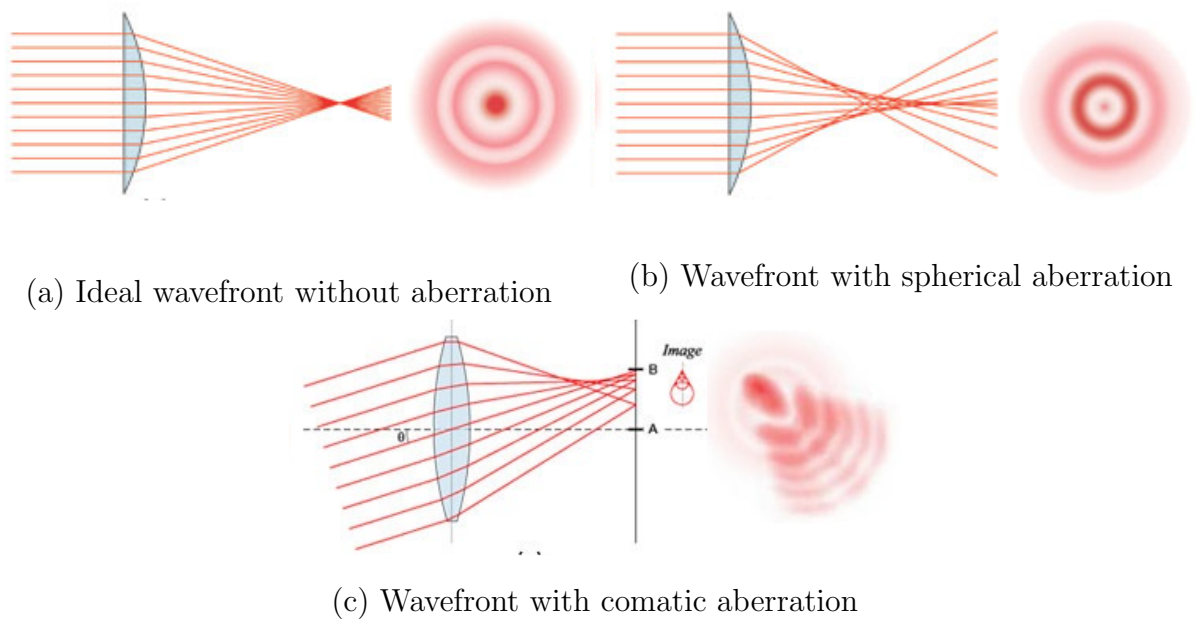 (a) Ideal wavefront without aberration
(b) Wavefront with spherical aberration
Image
B
θ
A
(c) Wavefront with comatic aberration